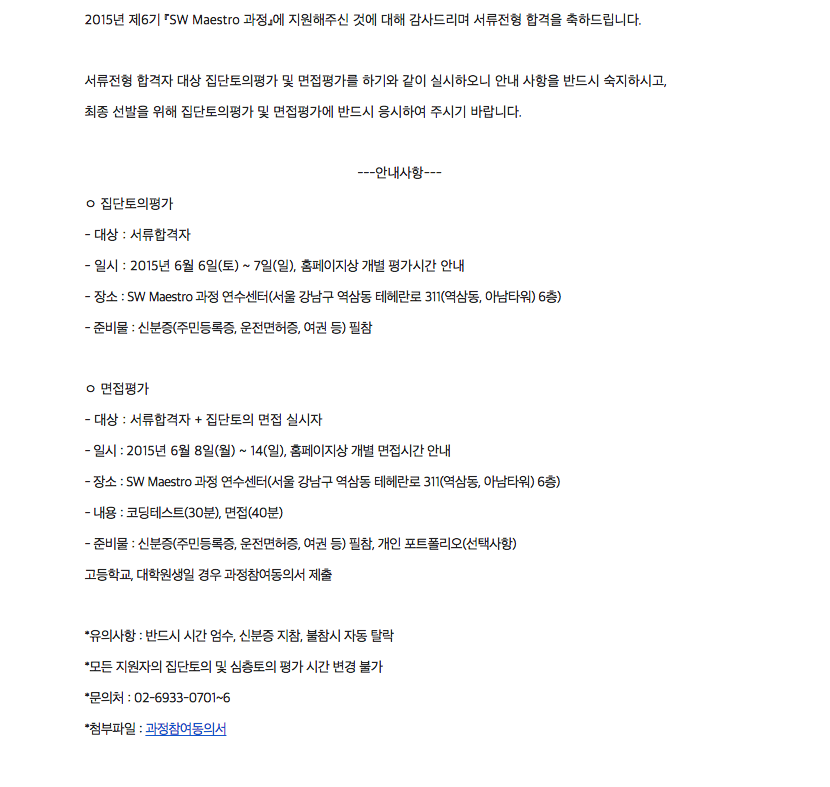 2015년 제6기 『SW Maestro 과정』에 지원해주신 것에 대해 감사드리며 서류전형 합격을 축하드립니다.
서류전형 합격자 대상 집단토의평가 및 면접평가를 하기와 같이 실시하오니 안내 사항을 반드시 숙지하시고,
최종 선발을 위해 집단토의평가 및 면접평가에 반드시 응시하여 주시기 바랍니다.
---안내사항---
ㅇ 집단토의평가
- 대상 : 서류합격자
- 일시 : 2015년 6월 6일(토) ~ 7일(일), 홈페이지상 개별 평가시간 안내
- 장소 : SW Maestro 과정 연수센터(서울 강남구 역삼동 테헤란로 311(역삼동, 아남타워) 6층)
- 준비물 : 신분증(주민등록증, 운전면허증, 여권 등) 필참
ㅇ 면접평가
- 대상 : 서류합격자 + 집단토의 면접 실시자
- 일시 : 2015년 6월 8일(월) ~ 14(일), 홈페이지상 개별 면접시간 안내
- 장소 : SW Maestro 과정 연수센터(서울 강남구 역삼동 테헤란로 311(역삼동, 아남타워) 6층)
- 내용 : 코딩테스트(30분), 면접(40분)
- 준비물 : 신분증(주민등록증, 운전면허증, 여권 등) 필참, 개인 포트폴리오(선택사항)
고등학교, 대학원생일 경우 과정참여동의서 제출
*유의사항 : 반드시 시간 엄수, 신분증 지참, 불참시 자동 탈락
*모든 지원자의 집단토의 및 심층토의 평가 시간 변경 불가
*문의처 : 02-6933-0701~6
*첨부파일 : 과정참여동의서